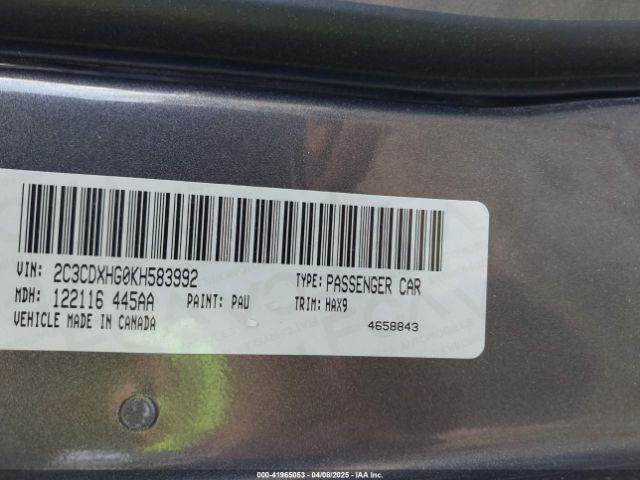 VIN: 2C3CDXHG0KH583992 TYPE: PASSENGER CAR
MDH: 122116 445AA PAINT: PAU TRIM: HAX9
VEHICLE MADE IN CANADA 4658843
000-41965053 | 04/08/2025 - IAA Inc.